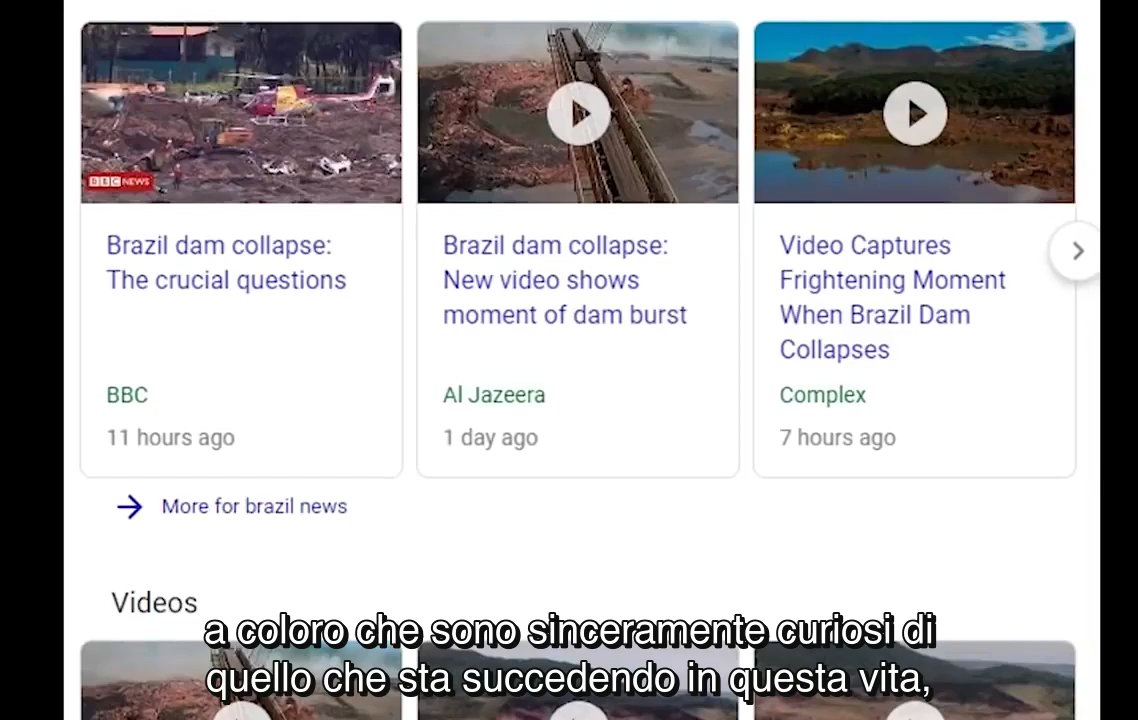 BBC NEWS
Brazil dam collapse:
The crucial questions
BBC
11 hours ago
Brazil dam collapse:
New video shows
moment of dam burst
Al Jazeera
1 day ago
Video Captures
Frightening Moment
When Brazil Dam
Collapses
Complex
7 hours ago
More for brazil news
Videos
a coloro che sono sinceramente curiosi di
quello che sta succedendo in questa vita,